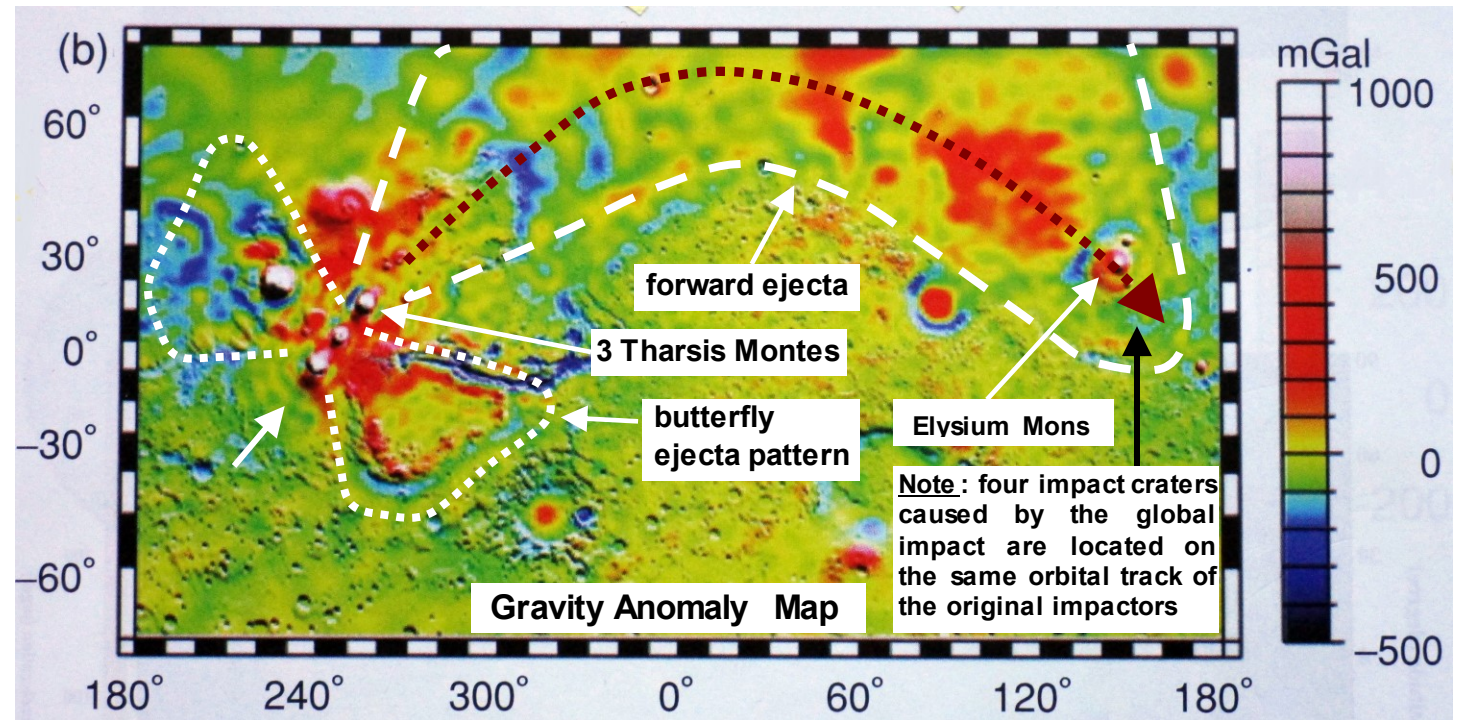 (b)
mGal
1000
60°
30°
forward ejecta
500
0°
3 Tharsis Montes
butterfly
ejecta pattern
Elysium Mons
–30°
0
Note : four impact craters
caused by the global
impact are located on
the same orbital track of
the original impactors
–60°
Gravity Anomaly Map
–500
180° 240° 300° 0° 60° 120° 180°